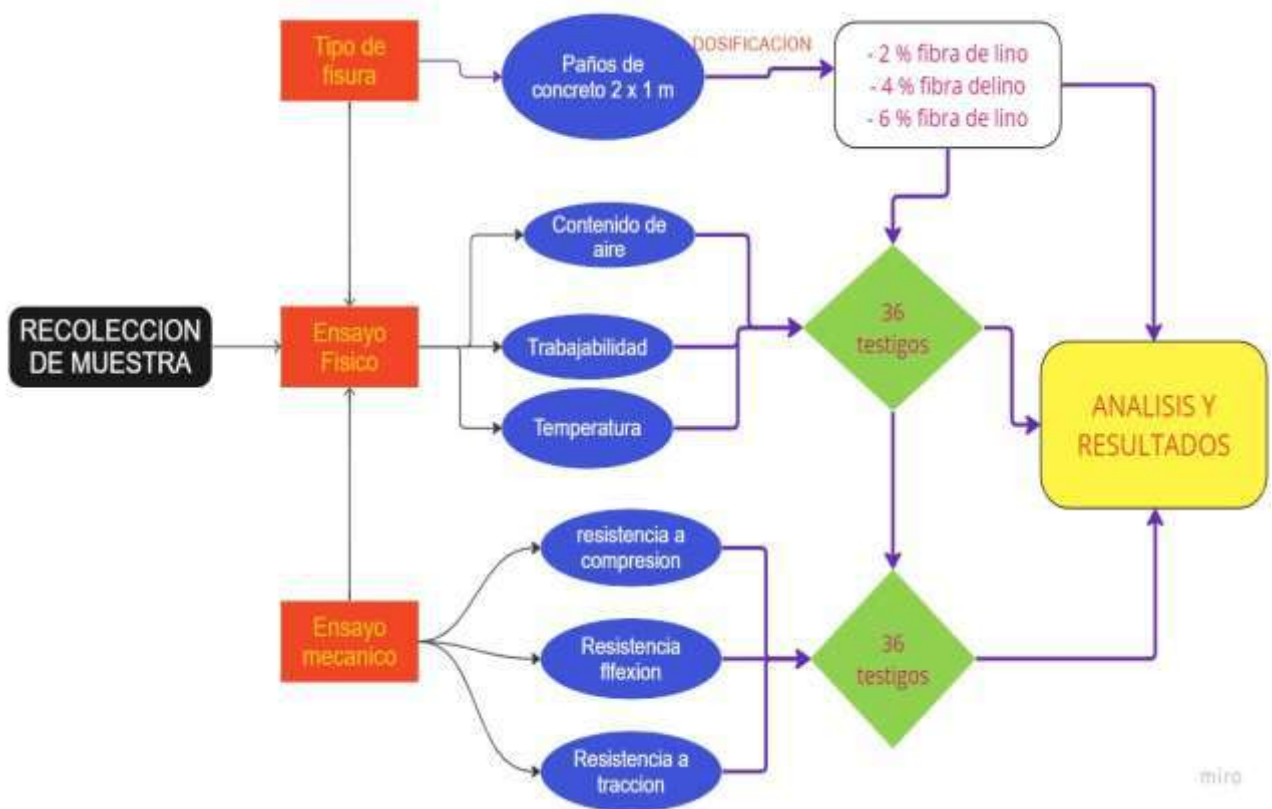 Tipo de
fisura
Paños de
concreto 2 x 1 m
DOSIFICACION
- 2 % fibra de lino
- 4 % fibra delino
- 6 % fibra de lino
Contenido de
aire
RECOLECCION
DE MUESTRA
Ensayo
Fisico
Trabajabilidad
Temperatura
36
testigos
ANALISIS Y
RESULTADOS
resistencia a
compresion
Ensayo
mecanico
Resistencia
flfexion
Resistencia a
traccion
36
testigos
miro